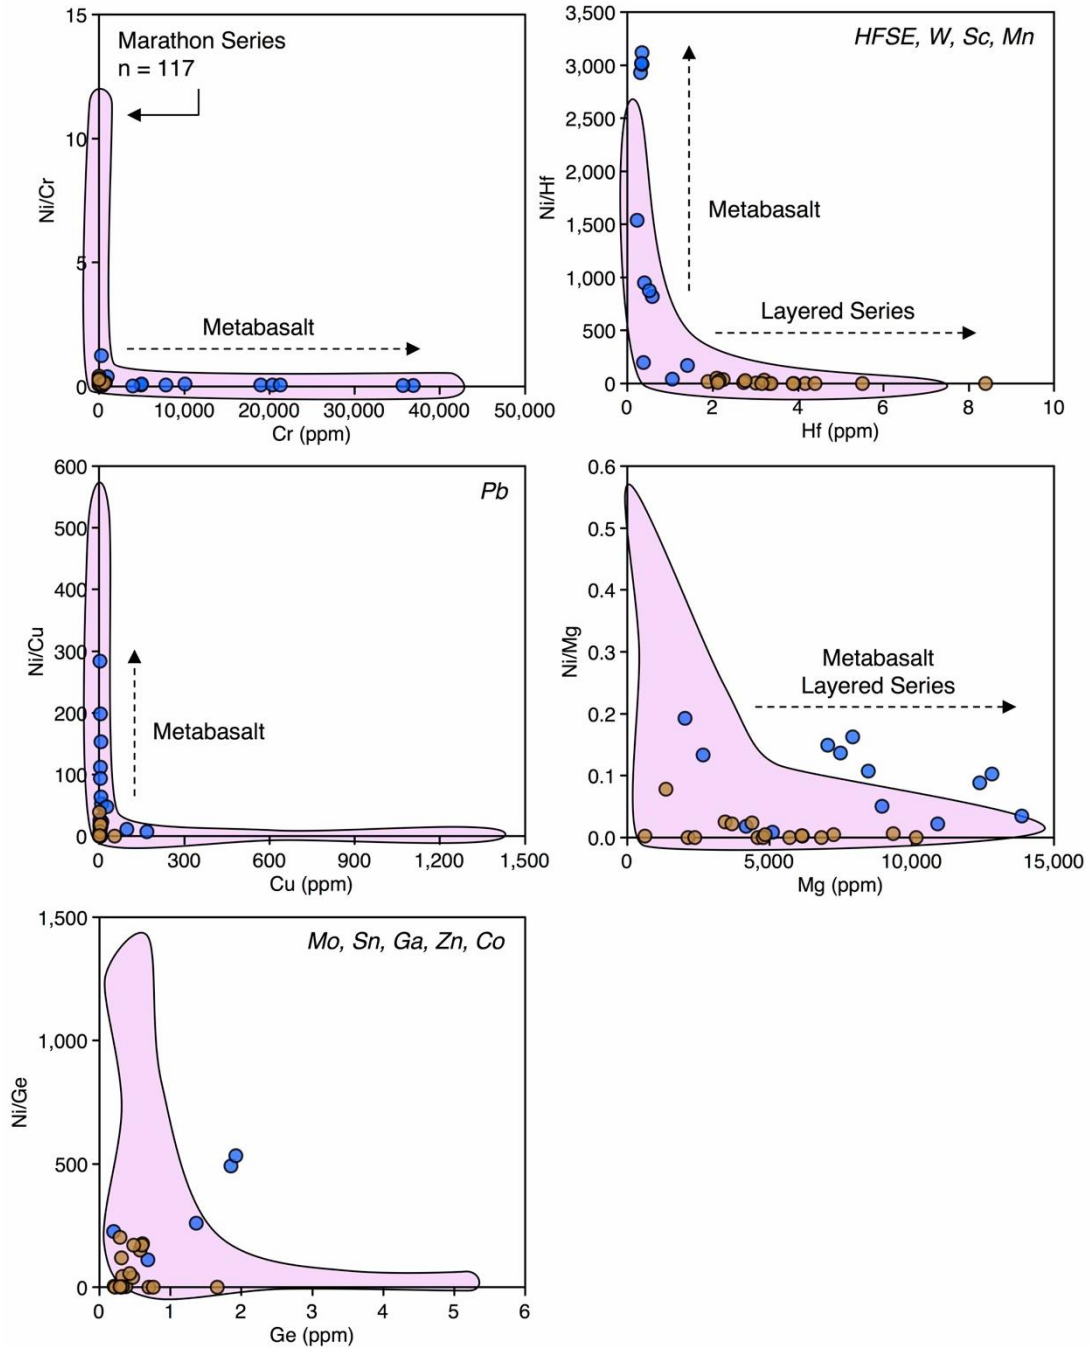 15
10
5
0
Ni/Cr
Marathon Series
n = 117
Metabasalt
0
10,000
20,000
30,000
40,000
50,000
Cr (ppm)
3,500
3,000
2,500
2,000
1,500
1,000
500
0
Ni/Hf
HFSE, W, Sc, Mn
Metabasalt
Layered Series
0
2
4
6
8
10
Hf (ppm)
600
500
400
300
200
100
0
Ni/Cu
Pb
Metabasalt
0
300
600
900
1,200
1,500
Cu (ppm)
0.6
0.5
0.4
0.3
0.2
0.1
0.0
Ni/Mg
Metabasalt
Layered Series
0
5,000
10,000
15,000
Mg (ppm)
1,500
1,000
500
0
Ni/Ge
Mo, Sn, Ga, Zn, Co
0
1
2
3
4
5
6
Ge (ppm)